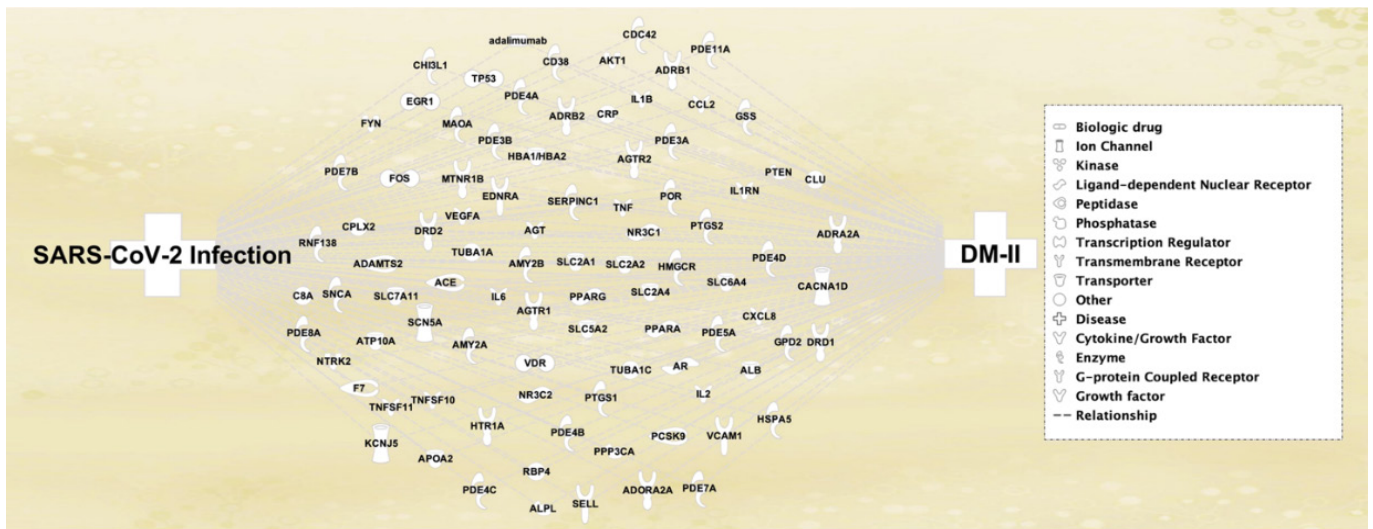 CDC42
adalimumab
PDE11A
CHI3L1
CD38
AKT1
ADRB1
TP53
EGR1
PDE4A
IL1B
CCL2
ADRB2
CRP
GSS
FYN
MAOA
PDE3B
PDE3A
HBA1/HBA2
AGTR2
PDE7B
FOS
MTNR1B
PTEN
CLU
EDNRA
IL1RN
SERPINC1
TNF
POR
VEGFA
CPLX2
DRD2
AGT
NR3C1
PTGS2
ADRA2A
RNF138
TUBA1A
SARS-CoV-2 Infection
DM-II
ADAMTS2
AMY2B
SLC2A1
SLC2A2
HMGCR
PDE4D
ACE
SLC6A4
CACNA1D
C8A
SNCA
SLC7A11
IL6
PPARG
SLC2A4
AGTR1
CXCL8
SCN5A
PDE8A
SLC5A2
PPARA
PDE5A
ATP10A
AMY2A
GPD2
DRD1
NTRK2
VDR
TUBA1C
AR
ALB
F7
NR3C2
PTGS1
IL2
TNFSF11
TNFSF10
HSPA5
HTR1A
PDE4B
PCSK9
VCAM1
KCNJ5
PPP3CA
APOA2
RBP4
PDE4C
ADORA2A
PDE7A
ALPL
SELL
Biologic drug
Ion Channel
Kinase
Ligand-dependent Nuclear Receptor
Peptidase
Phosphatase
Transcription Regulator
Transmembrane Receptor
Transporter
Other
Disease
Cytokine/Growth Factor
Enzyme
G-protein Coupled Receptor
Growth factor
Relationship